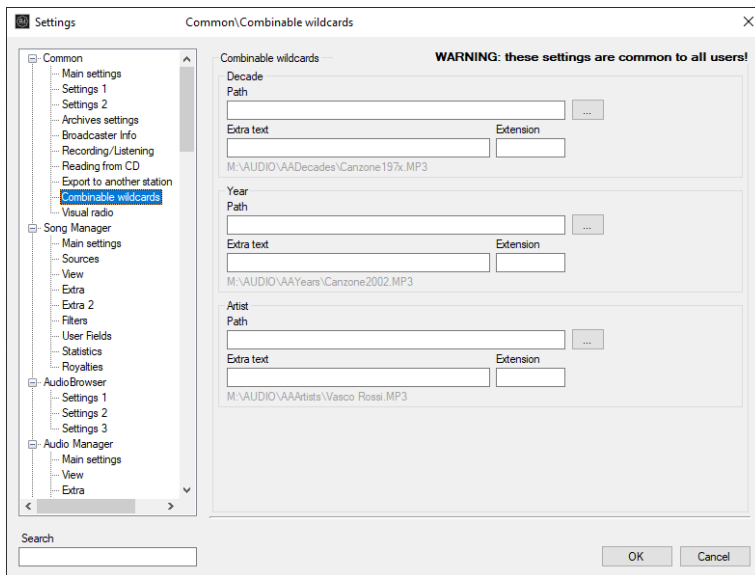 Settings
Common\Combinable wildcards
Common
Main settings
Settings 1
Settings 2
Archives settings
Broadcaster Info
Recording/Listening
Reading from CD
Export to another station
Combinable wildcards
Visual radio
Song Manager
Main settings
Sources
View
Extra
Extra 2
Filters
User Fields
Statistics
Royalties
AudioBrowser
Settings 1
Settings 2
Settings 3
Audio Manager
Main settings
View
Extra
Search
Combinable wildcards
WARNING: these settings are common to all users!
Decade
Path
...
Extra text
Extension
M:\AUDIO\AADecades\Canzone197x.MP3
Year
Path
...
Extra text
Extension
M:\AUDIO\AAYears\Canzone2002.MP3
Artist
Path
...
Extra text
Extension
M:\AUDIO\AAArtists\Vasco Rossi.MP3
OK
Cancel